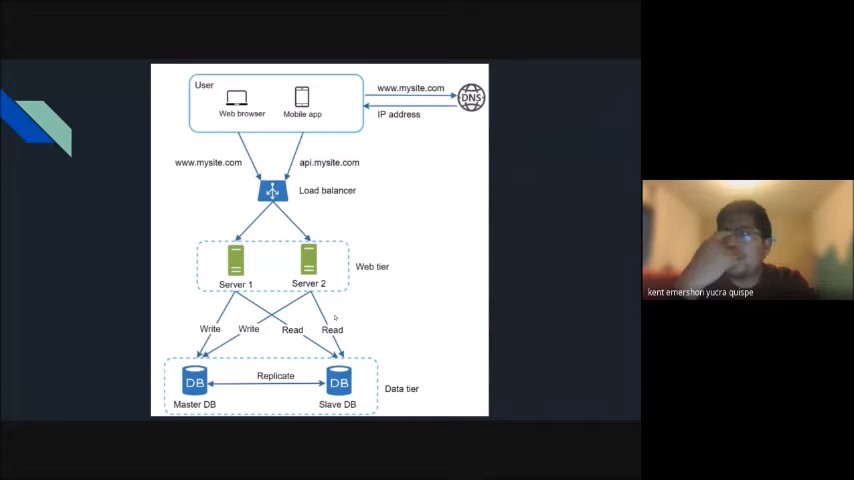 User
www.mysite.com
DNS
Web browser
Mobile app
IP address
www.mysite.com
api.mysite.com
Load balancer
Web tier
Server 1
Server 2
Write
Write
Read
Read
Replicate
DB
DB
Data tier
Master DB
Slave DB
kent emershon yucra quispe